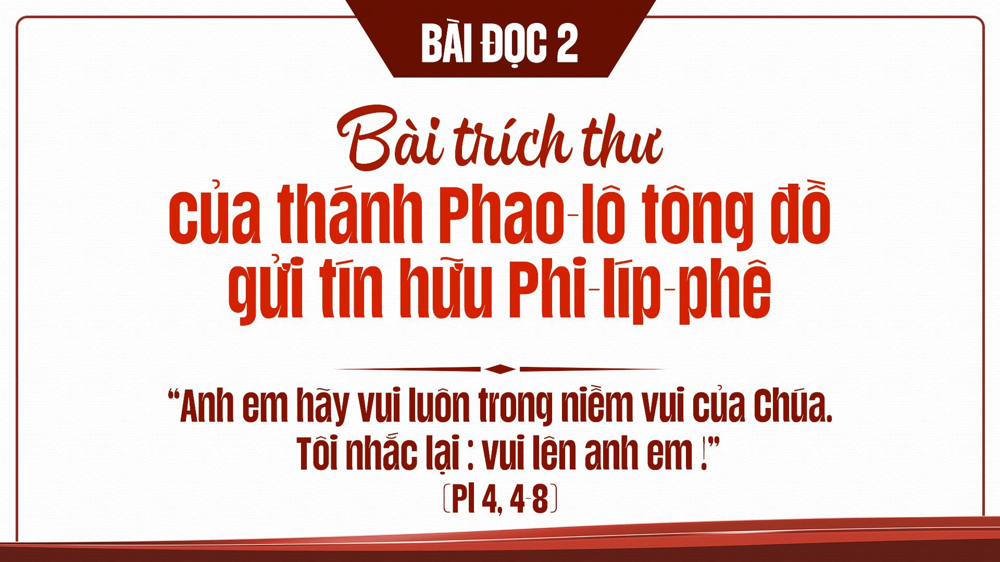 BÀI ĐỌC 2
Bài trích thư
của thánh Phao-lô tông đồ
gửi tín hữu Phi-líp-phê
“Anh em hãy vui luôn trong niềm vui của Chúa.
Tôi nhắc lại : vui lên anh em !”
(Pl 4, 4-8)